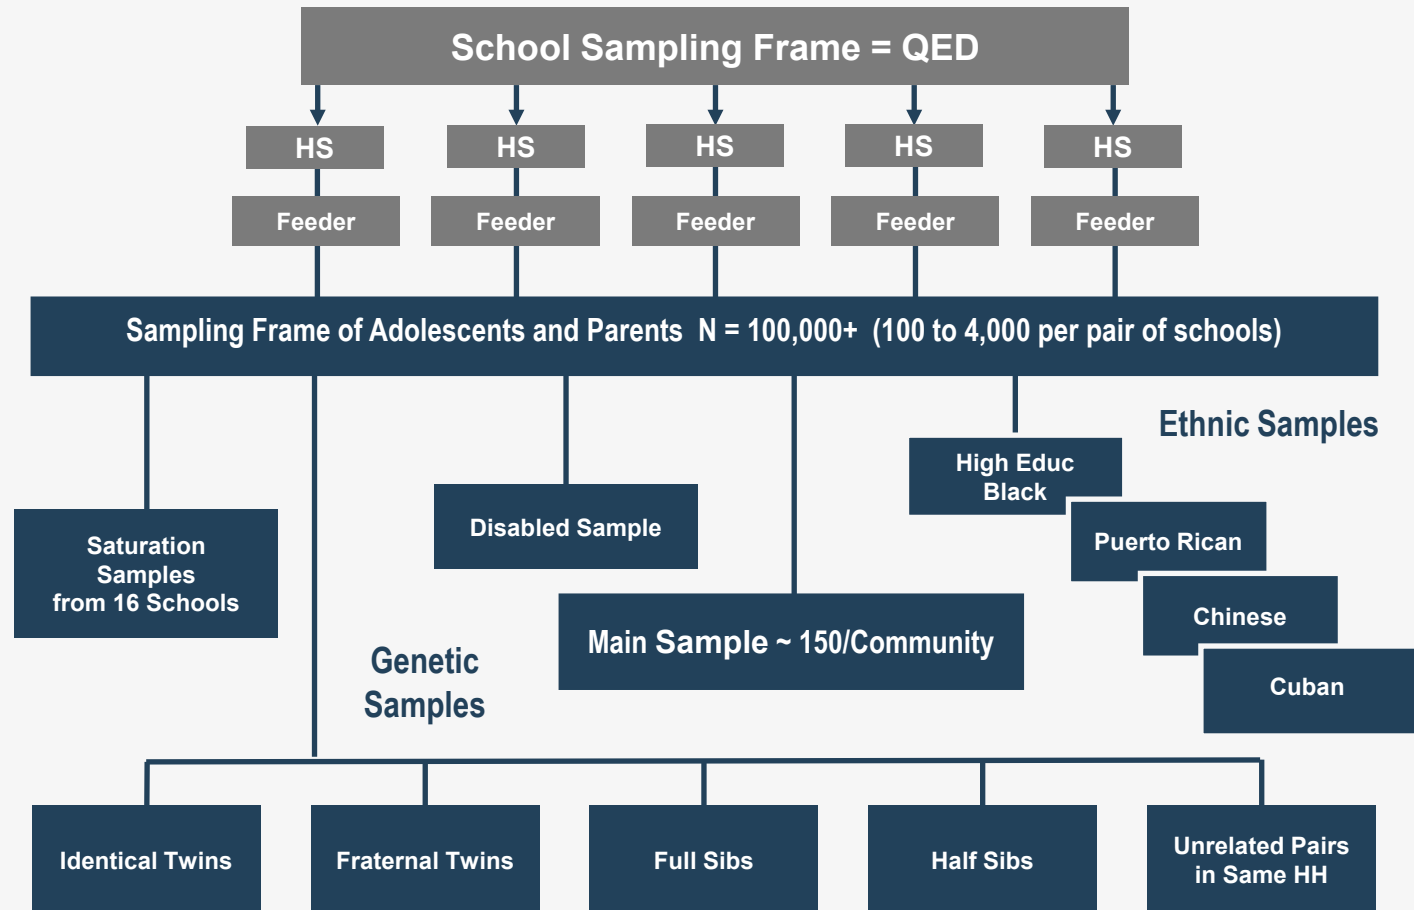 School Sampling Frame = QED
HS
HS
HS
HS
HS
Feeder
Feeder
Feeder
Feeder
Feeder
Sampling Frame of Adolescents and Parents N = 100,000+ (100 to 4,000 per pair of schools)
Ethnic Samples
High Educ
Black
Puerto Rican
Chinese
Cuban
Disabled Sample
Saturation
Samples
from 16 Schools
Main Sample ~ 150/Community
Genetic
Samples
Identical Twins
Fraternal Twins
Full Sibs
Half Sibs
Unrelated Pairs
in Same HH